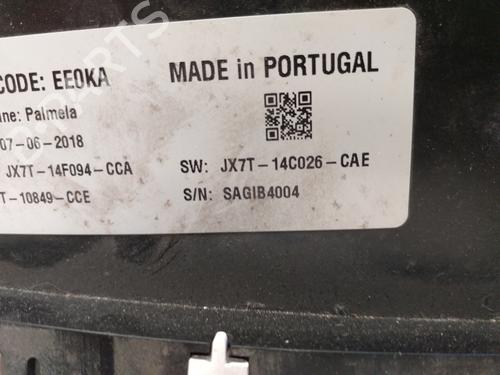 CODE: EE0KA
MADE in PORTUGAL
ine: Palmela
07-06-2018
JX7T-14F094-CCA
SW: JX7T-14C026-CAE
T-10849-CCE
S/N: SAGIB4004